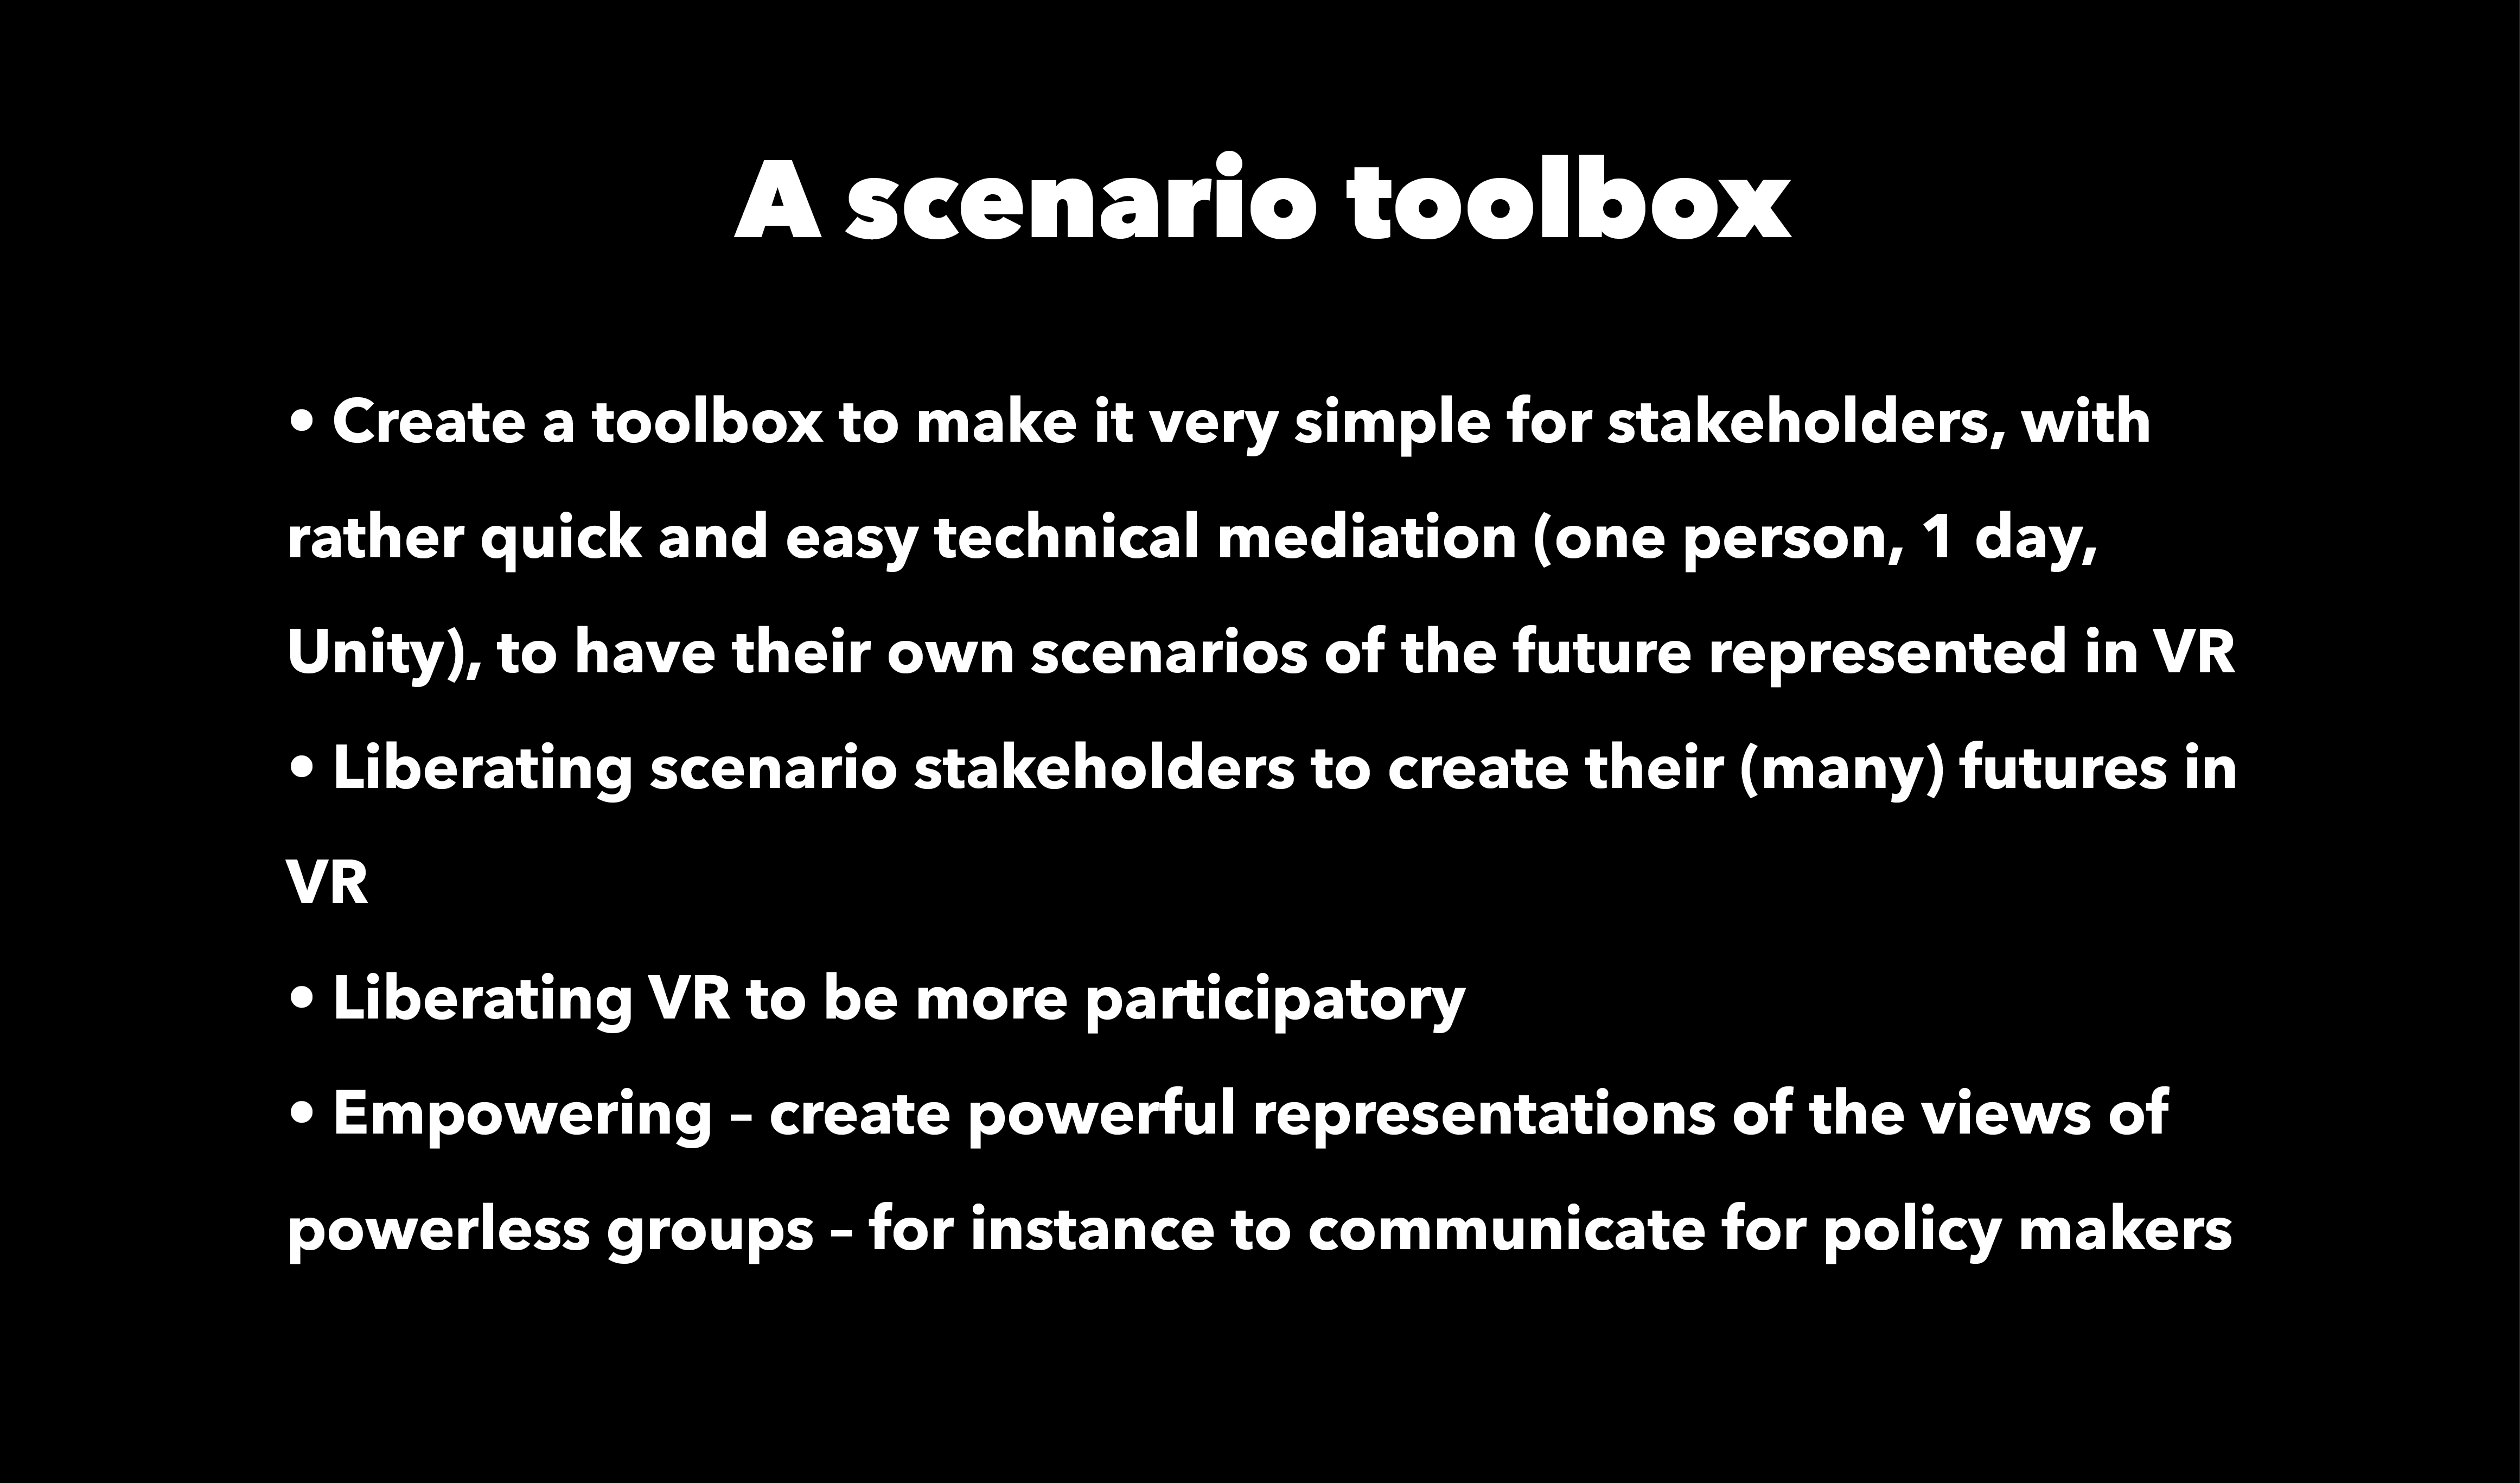 A scenario toolbox
• Create a toolbox to make it very simple for stakeholders, with
rather quick and easy technical mediation (one person, 1 day,
Unity), to have their own scenarios of the future represented in VR
• Liberating scenario stakeholders to create their (many) futures in
VR
• Liberating VR to be more participatory
• Empowering – create powerful representations of the views of
powerless groups – for instance to communicate for policy makers